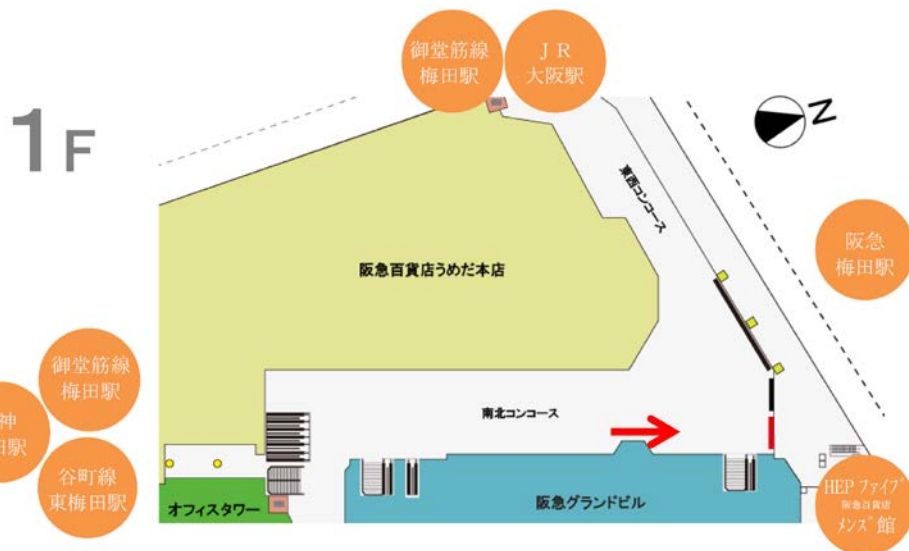 御堂筋線
梅田駅
J R
大阪駅
1F
N
東西コンコース
阪急
梅田駅
阪急百貨店うめだ本店
御堂筋線
梅田駅
神
田駅
南北コンコース
谷町線
東梅田駅
オフィスタワー
阪急グランドビル
HEP ファイブ
阪急百貨店
メンズ館